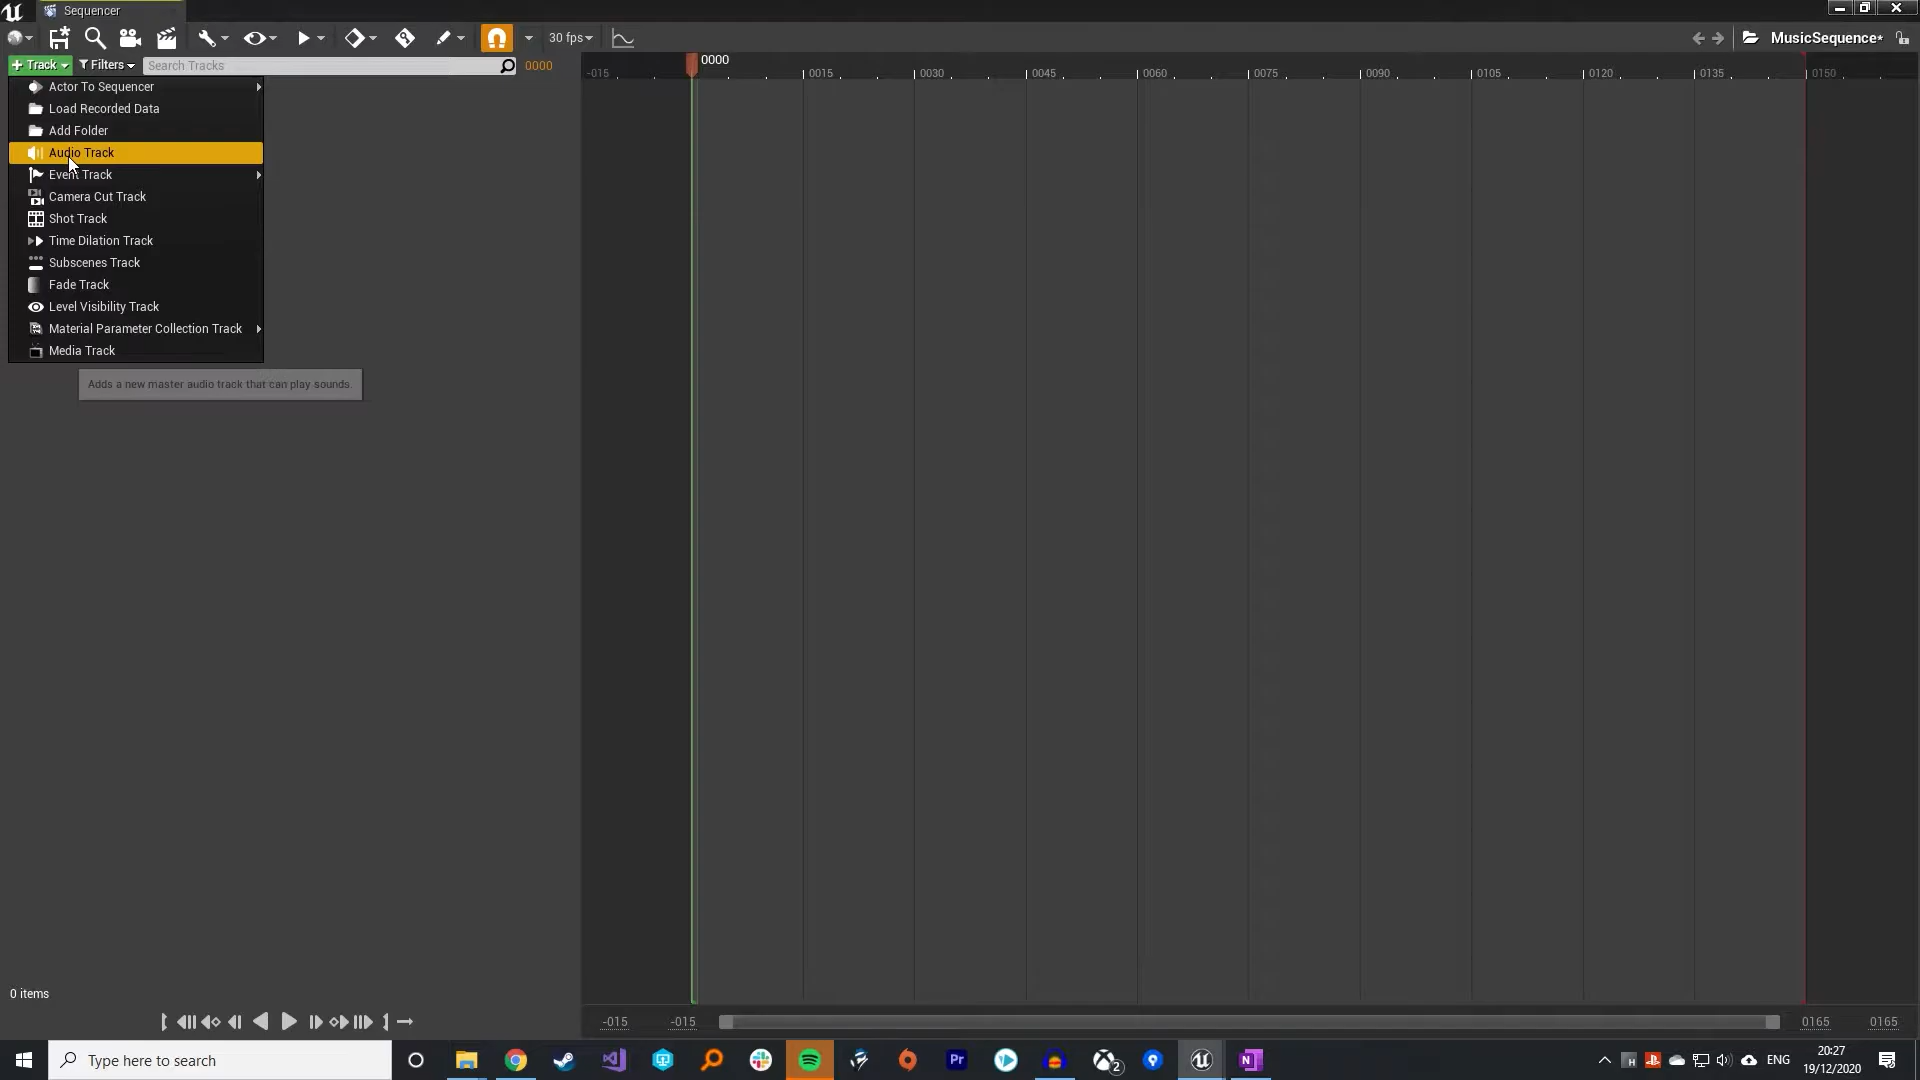 Sequencer
30 fps
MusicSequence*
Track
Filters
Search Tracks
0000
0000
-015
0015
0030
0045
0060
0075
0090
0105
0120
0135
0150
Actor To Sequencer
Load Recorded Data
Add Folder
Audio Track
Event Track
Camera Cut Track
Shot Track
Time Dilation Track
Subscenes Track
Fade Track
Level Visibility Track
Material Parameter Collection Track
Media Track
Adds a new master audio track that can play sounds.
0 items
-015
-015
0165
0165
Type here to search
Pr
2
N
H
ENG
20:27
19/12/2020